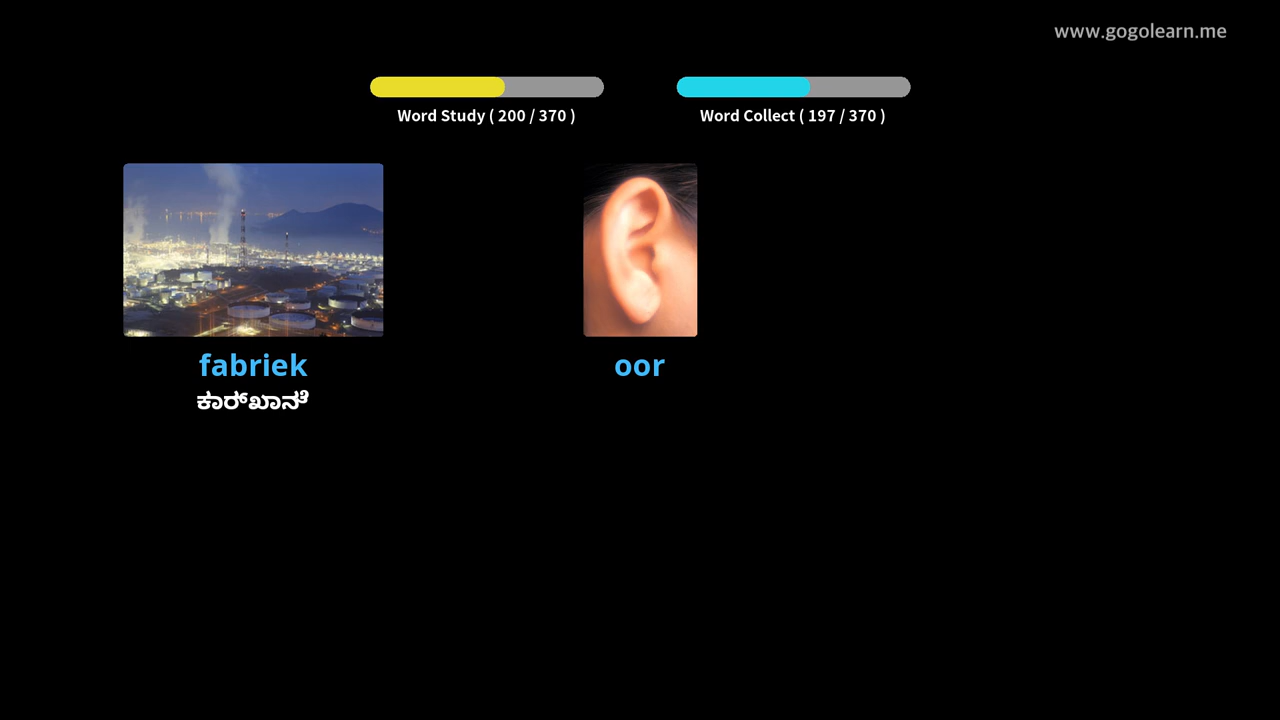 www.gogolearn.me
Word Study ( 200 / 370 )
Word Collect ( 197 / 370 )
fabriek
ಕಾರ್‍ಖಾನೆ
oor